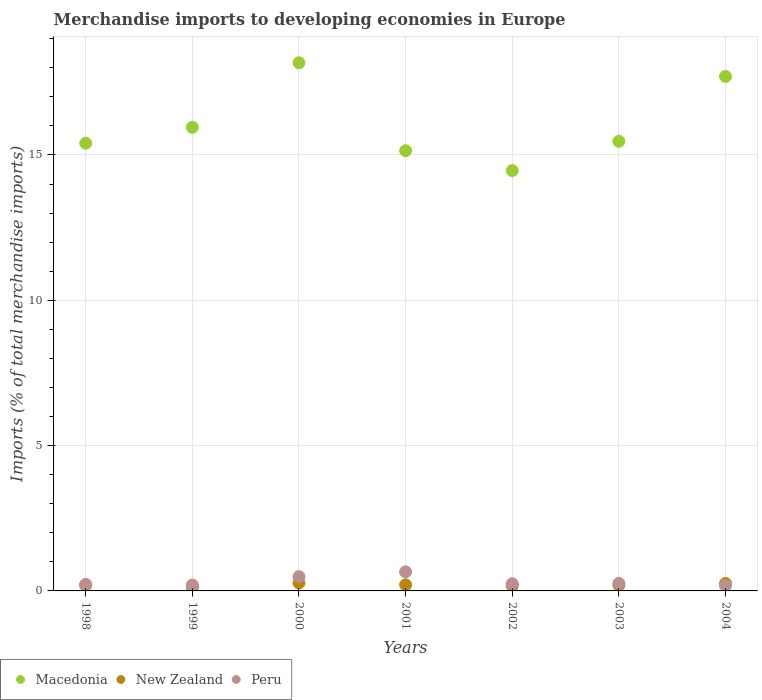 Merchandise imports to developing economies in Europe
Imports (% of total merchandise imports)
15
10
5
0
1998
1999
2000
2001
2002
2003
2004
Years
Macedonia
New Zealand
Peru